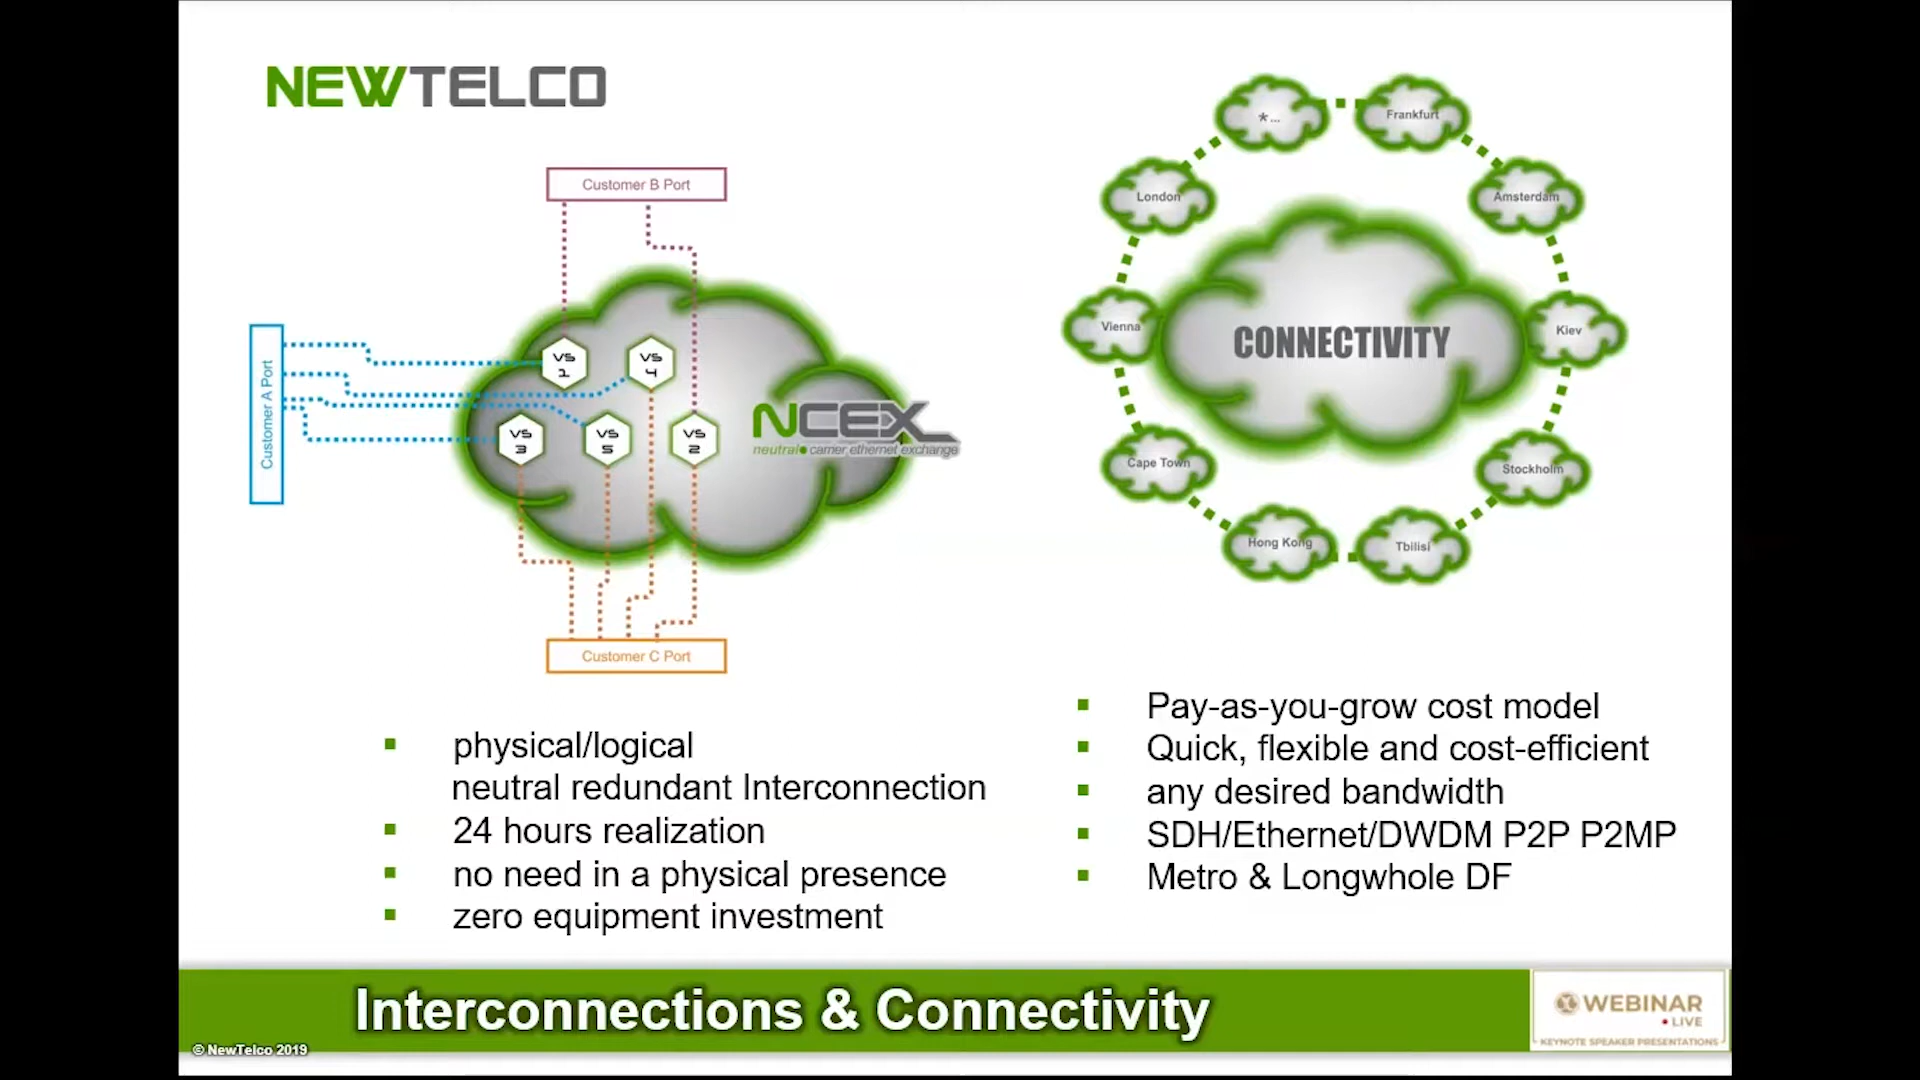 NEWTELCO
Customer B Port
Customer A Port
VS
1
VS
4
VS
3
VS
5
VS
2
NCEX
neutral carrier ethernet exchange
Customer C Port
* ...
Frankfurt
London
Amsterdam
Vienna
CONNECTIVITY
Kiev
Cape Town
Stockholm
Hong Kong
Tbilisi
▪ physical/logical
neutral redundant Interconnection
▪ 24 hours realization
▪ no need in a physical presence
▪ zero equipment investment
▪ Pay-as-you-grow cost model
▪ Quick, flexible and cost-efficient
▪ any desired bandwidth
▪ SDH/Ethernet/DWDM P2P P2MP
▪ Metro & Longwhole DF
Interconnections & Connectivity
© NewTelco 2019
WEBINAR
• LIVE
KEYNOTE SPEAKER PRESENTATIONS